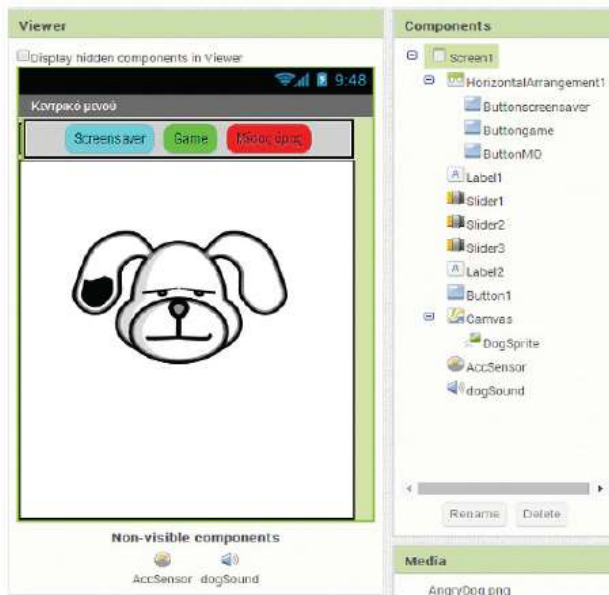 Viewer
Display hidden components in Viewer
9:48
Κεντρικό μενού
Screensaver Game Μέσος όρος
Non-visible components
AccSensor dogSound
Components
Screen1
HorizontalArrangement1
Buttonscreensaver
Buttongame
ButtonMO
A Label1
Slider1
Slider2
Slider3
A Label2
Button1
Canvas
DogSprite
AccSensor
dogSound
Rename Delete
Media
AngryDog.png